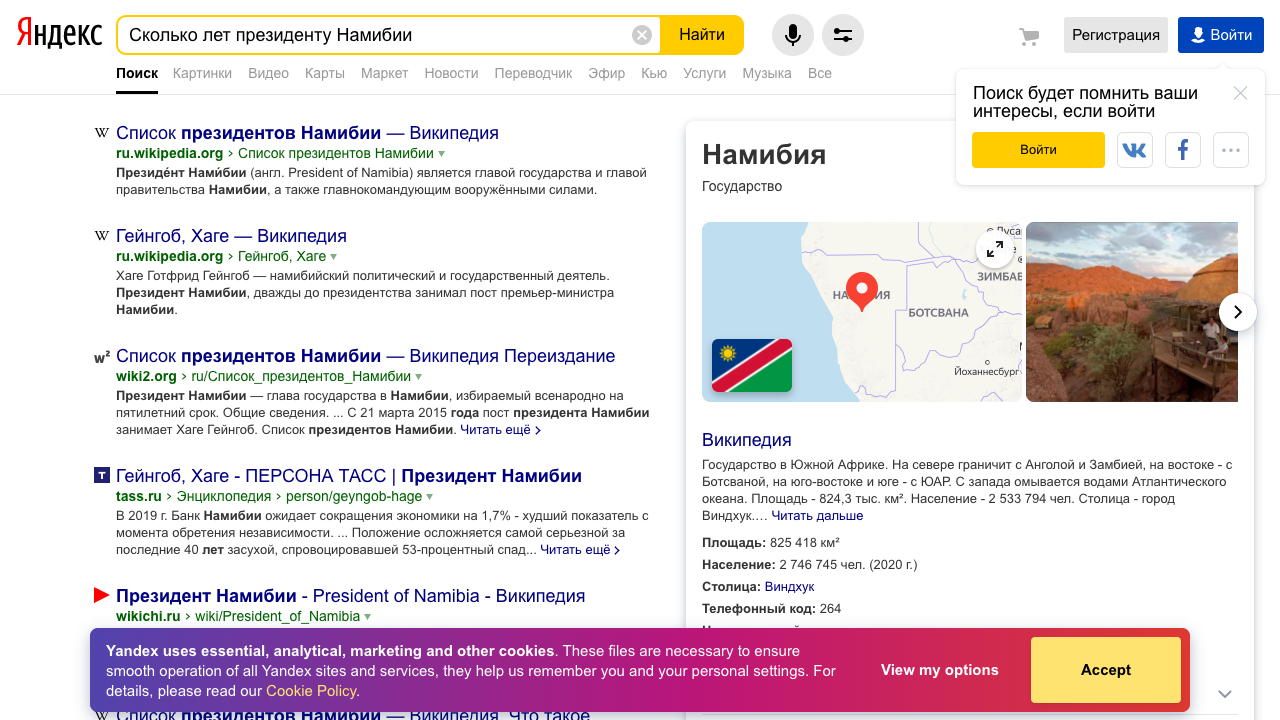 Яндекс
Сколько лет президенту Намибии
Найти
Регистрация
Войти
Поиск Картинки Видео Карты Маркет Новости Переводчик Эфир Кью Услуги Музыка Все
Поиск будет помнить ваши
интересы, если войти
Войти
Список президентов Намибии — Википедия
ru.wikipedia.org › Список президентов Намибии
Президе́нт Нами́бии (англ. President of Namibia) является главой государства и главой
правительства Намибии, а также главнокомандующим вооружёнными силами.
Гейнгоб, Хаге — Википедия
ru.wikipedia.org › Гейнгоб, Хаге
Хаге Готфрид Гейнгоб — намибийский политический и государственный деятель.
Президент Намибии, дважды до президентства занимал пост премьер-министра
Намибии.
Список президентов Намибии — Википедия Переиздание
wiki2.org › ru/Список_президентов_Намибии
Президент Намибии — глава государства в Намибии, избираемый всенародно на
пятилетний срок. Общие сведения. ... С 21 марта 2015 года пост президента Намибии
занимает Хаге Гейнгоб. Список президентов Намибии. Читать ещё ›
Гейнгоб, Хаге - ПЕРСОНА ТАСС | Президент Намибии
tass.ru › Энциклопедия › person/geyngob-hage
В 2019 г. Банк Намибии ожидает сокращения экономики на 1,7% - худший показатель с
момента обретения независимости. ... Положение осложняется самой серьезной за
последние 40 лет засухой, спровоцировавшей 53-процентный спад... Читать ещё ›
Президент Намибии - President of Namibia - Википедия
wikichi.ru › wiki/President_of_Namibia
Список президентов Намибии — Википедия. Что такое
Намибия
Государство
ЗИМБАБ
БОТСВАНА
Йоханнесбург
Википедия
Государство в Южной Африке. На севере граничит с Анголой и Замбией, на востоке - с
Ботсваной, на юго-востоке и юге - с ЮАР. С запада омывается водами Атлантического
океана. Площадь - 824,3 тыс. км². Население - 2 533 794 чел. Столица - город
Виндхук.... Читать дальше
Площадь: 825 418 км²
Население: 2 746 745 чел. (2020 г.)
Столица: Виндхук
Телефонный код: 264
Yandex uses essential, analytical, marketing and other cookies. These files are necessary to ensure
smooth operation of all Yandex sites and services, they help us remember you and your personal settings. For
details, please read our Cookie Policy.
View my options
Accept